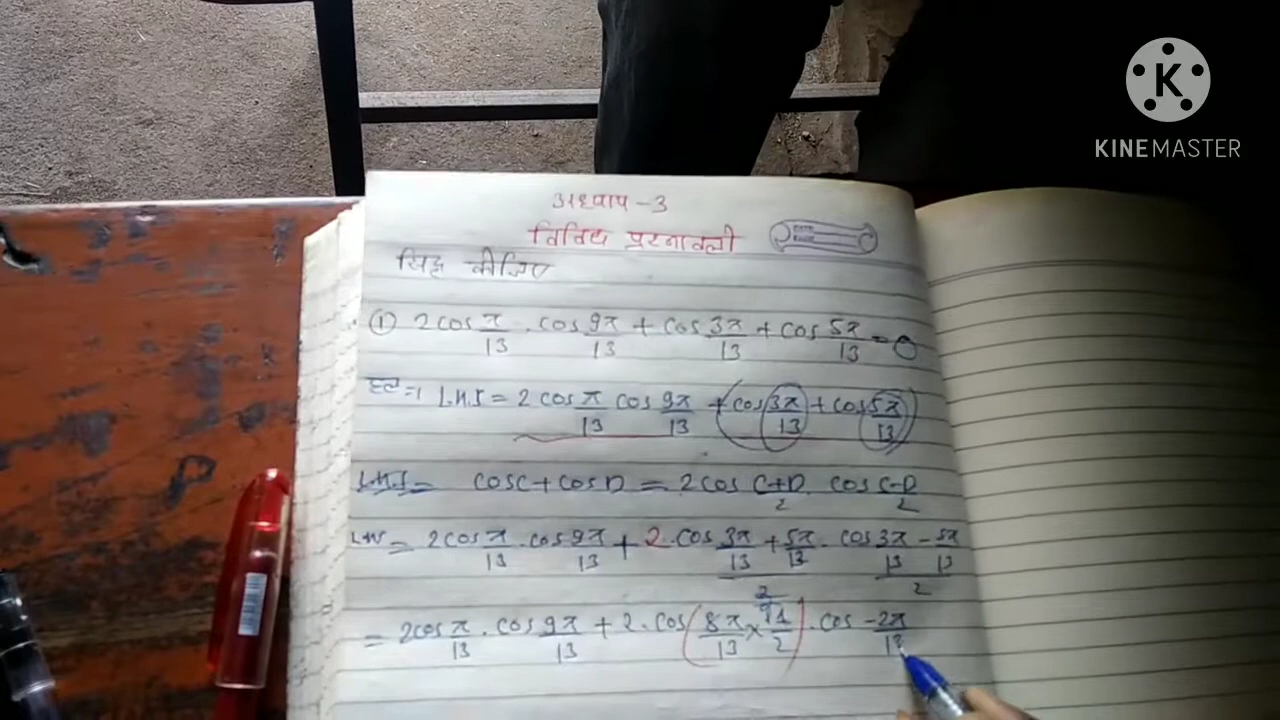 K
KINEMASTER
अध्याय-3
विविध प्रश्नावली
सिद्ध कीजिए
① 2cos π/13 . cos 9π/13 + cos 3π/13 + cos 5π/13 = 0
हल=> L.H.S = 2 cos π/13 cos 9π/13 + (cos 3π/13 + cos 5π/13)
L.H.S = cosC + cosD = 2cos C+D/2 . cos C-D/2
LHS = 2cos π/13 . cos 9π/13 + 2 . cos (3π/13 + 5π/13)/2 . cos (3π/13 - 5π/13)/2
= 2cos π/13 . cos 9π/13 + 2 . cos (8π/13 × 1/2) . cos -2π/13